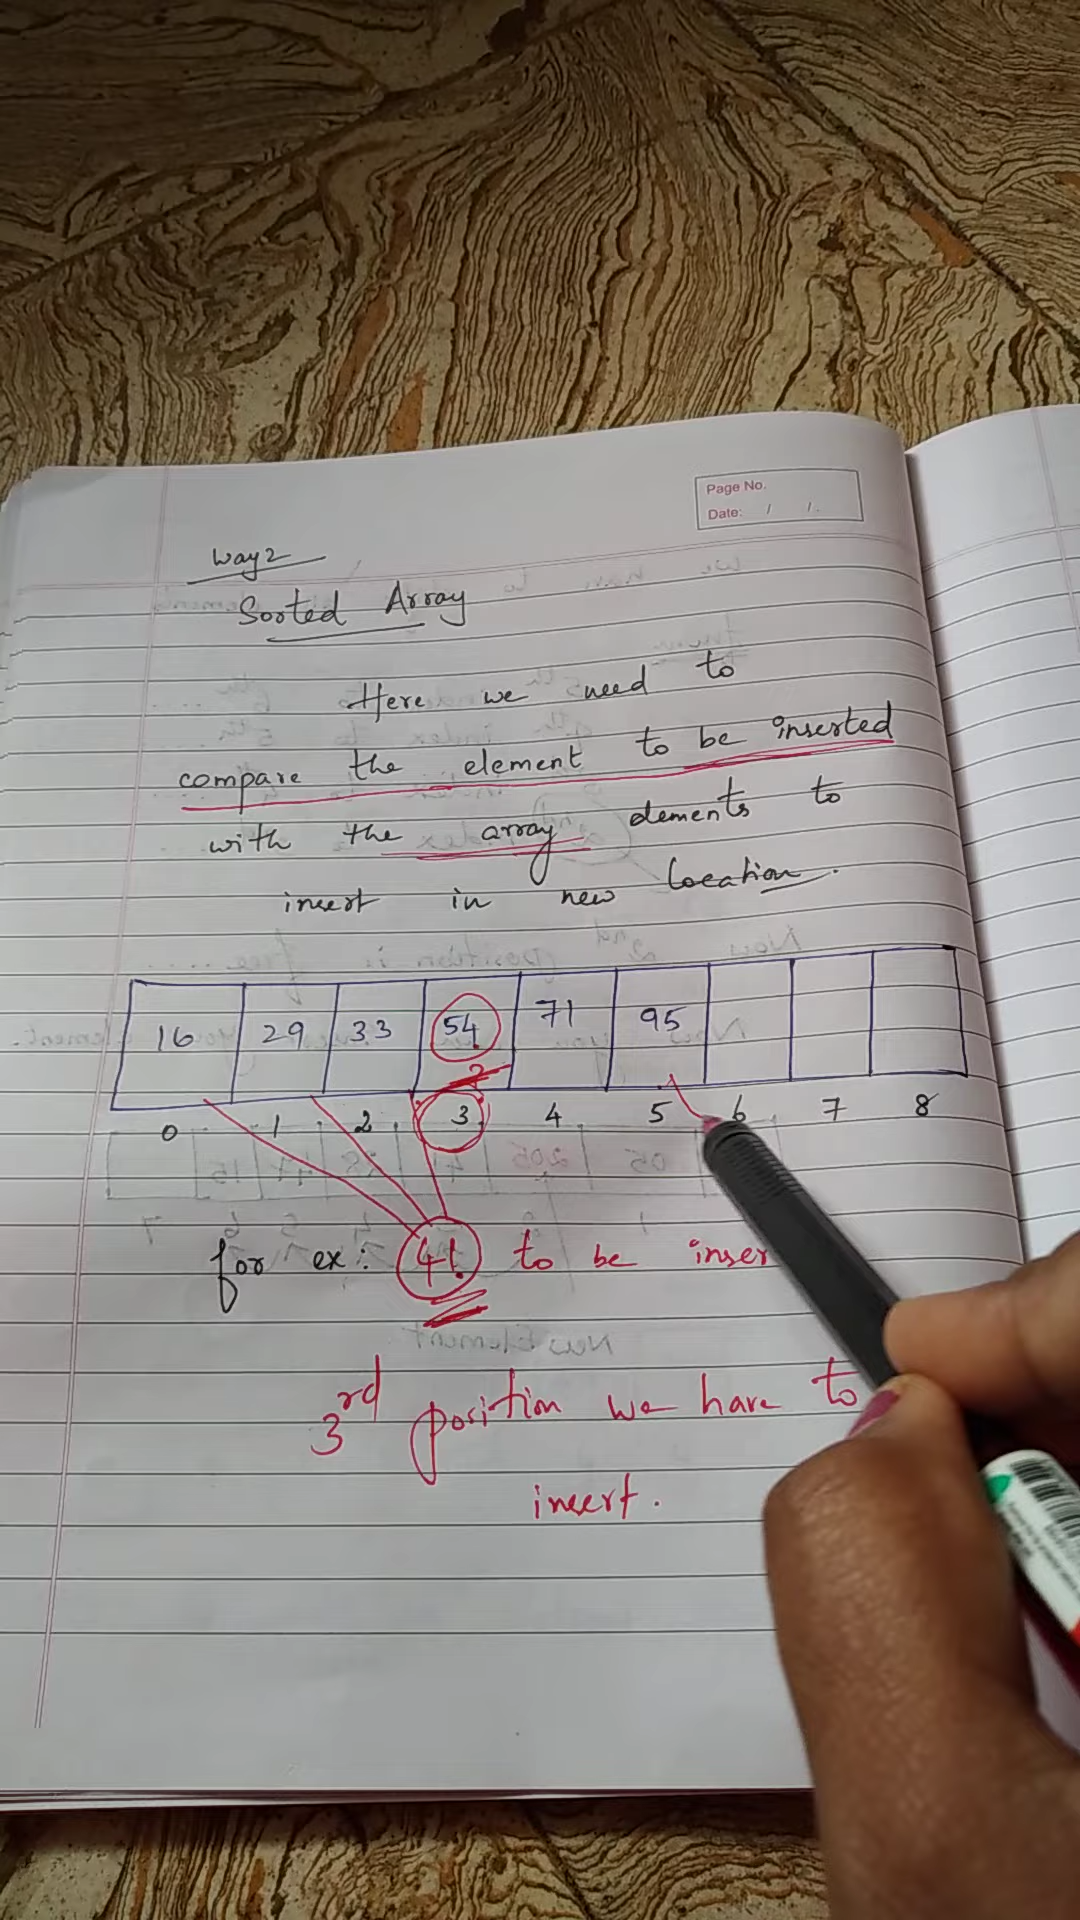 Page No.
Date: / /.
Way 2
Sorted Array
Here we need to
compare the element to be inserted
with the array elements to
insert in new location.
16 29 33 54 71 95
0 1 2 3 4 5 6 7 8
for ex: 41. to be inser
3rd position we have to
insert.